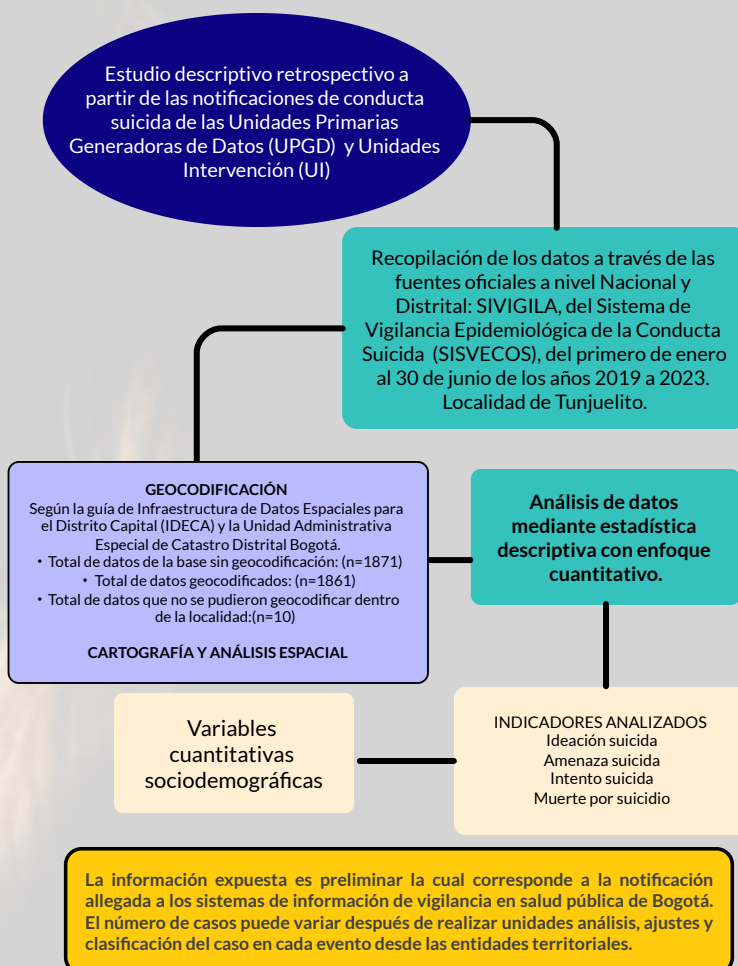 Estudio descriptivo retrospectivo a
partir de las notificaciones de conducta
suicida de las Unidades Primarias
Generadoras de Datos (UPGD) y Unidades
Intervención (UI)
Recopilación de los datos a través de las
fuentes oficiales a nivel Nacional y
Distrital: SIVIGILA, del Sistema de
Vigilancia Epidemiológica de la Conducta
Suicida (SISVECOS), del primero de enero
al 30 de junio de los años 2019 a 2023.
Localidad de Tunjuelito.
GEOCODIFICACIÓN
Según la guía de Infraestructura de Datos Espaciales para
el Distrito Capital (IDECA) y la Unidad Administrativa
Especial de Catastro Distrital Bogotá.
• Total de datos de la base sin geocodificación: (n=1871)
• Total de datos geocodificados: (n=1861)
• Total de datos que no se pudieron geocodificar dentro
de la localidad:(n=10)
CARTOGRAFÍA Y ANÁLISIS ESPACIAL
Análisis de datos
mediante estadística
descriptiva con enfoque
cuantitativo.
Variables
cuantitativas
sociodemográficas
INDICADORES ANALIZADOS
Ideación suicida
Amenaza suicida
Intento suicida
Muerte por suicidio
La información expuesta es preliminar la cual corresponde a la notificación
allegada a los sistemas de información de vigilancia en salud pública de Bogotá.
El número de casos puede variar después de realizar unidades análisis, ajustes y
clasificación del caso en cada evento desde las entidades territoriales.